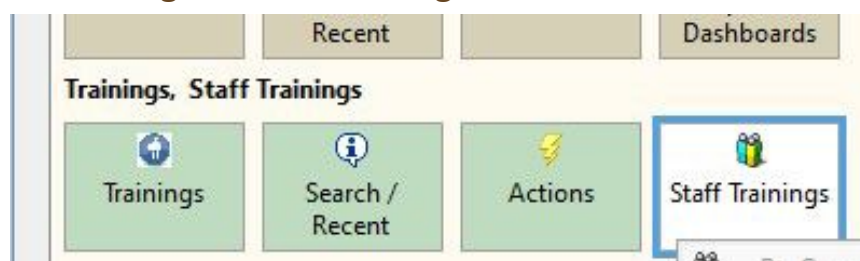 Recent
Dashboards
Trainings, Staff Trainings
Trainings
Search /
Recent
Actions
Staff Trainings